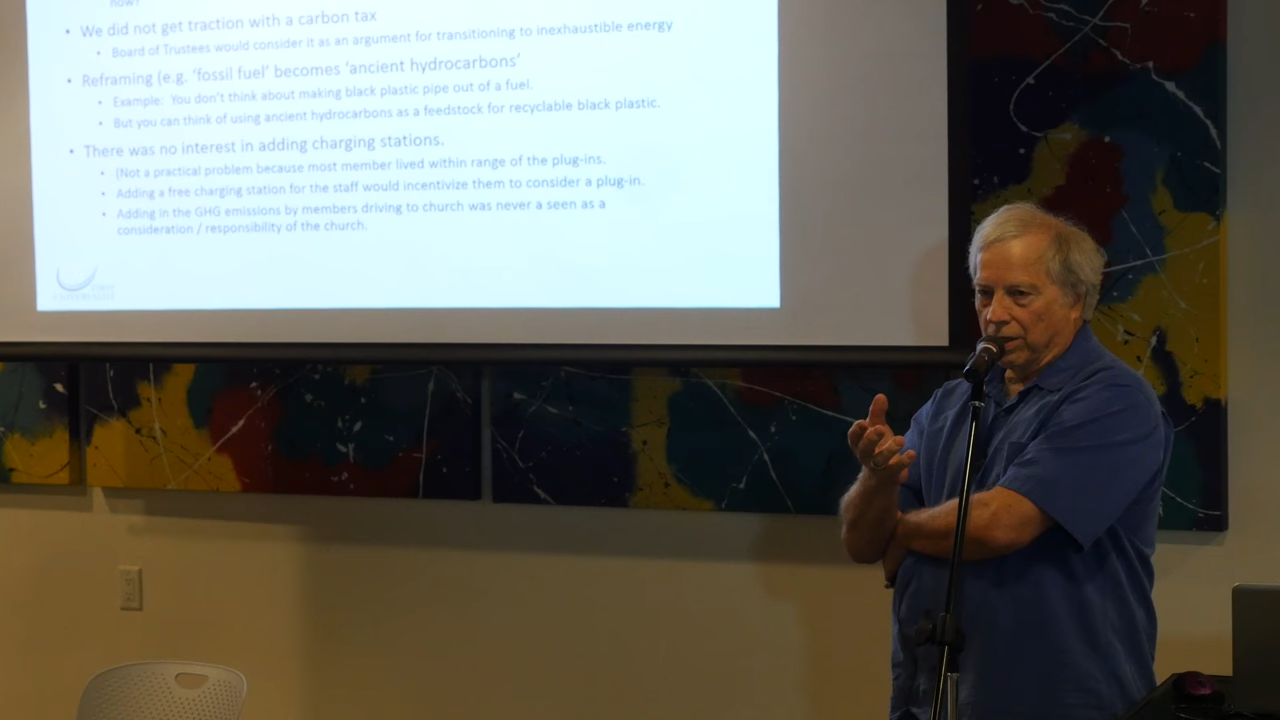 now?
We did not get traction with a carbon tax
Board of Trustees would consider it as an argument for transitioning to inexhaustible energy
Reframing (e.g. 'fossil fuel' becomes 'ancient hydrocarbons'
Example: You don't think about making black plastic pipe out of a fuel.
But you can think of using ancient hydrocarbons as a feedstock for recyclable black plastic.
There was no interest in adding charging stations.
(Not a practical problem because most member lived within range of the plug-ins.
Adding a free charging station for the staff would incentivize them to consider a plug-in.
Adding in the GHG emissions by members driving to church was never a seen as a
consideration / responsibility of the church.
FIRST
UNIVERSALIST